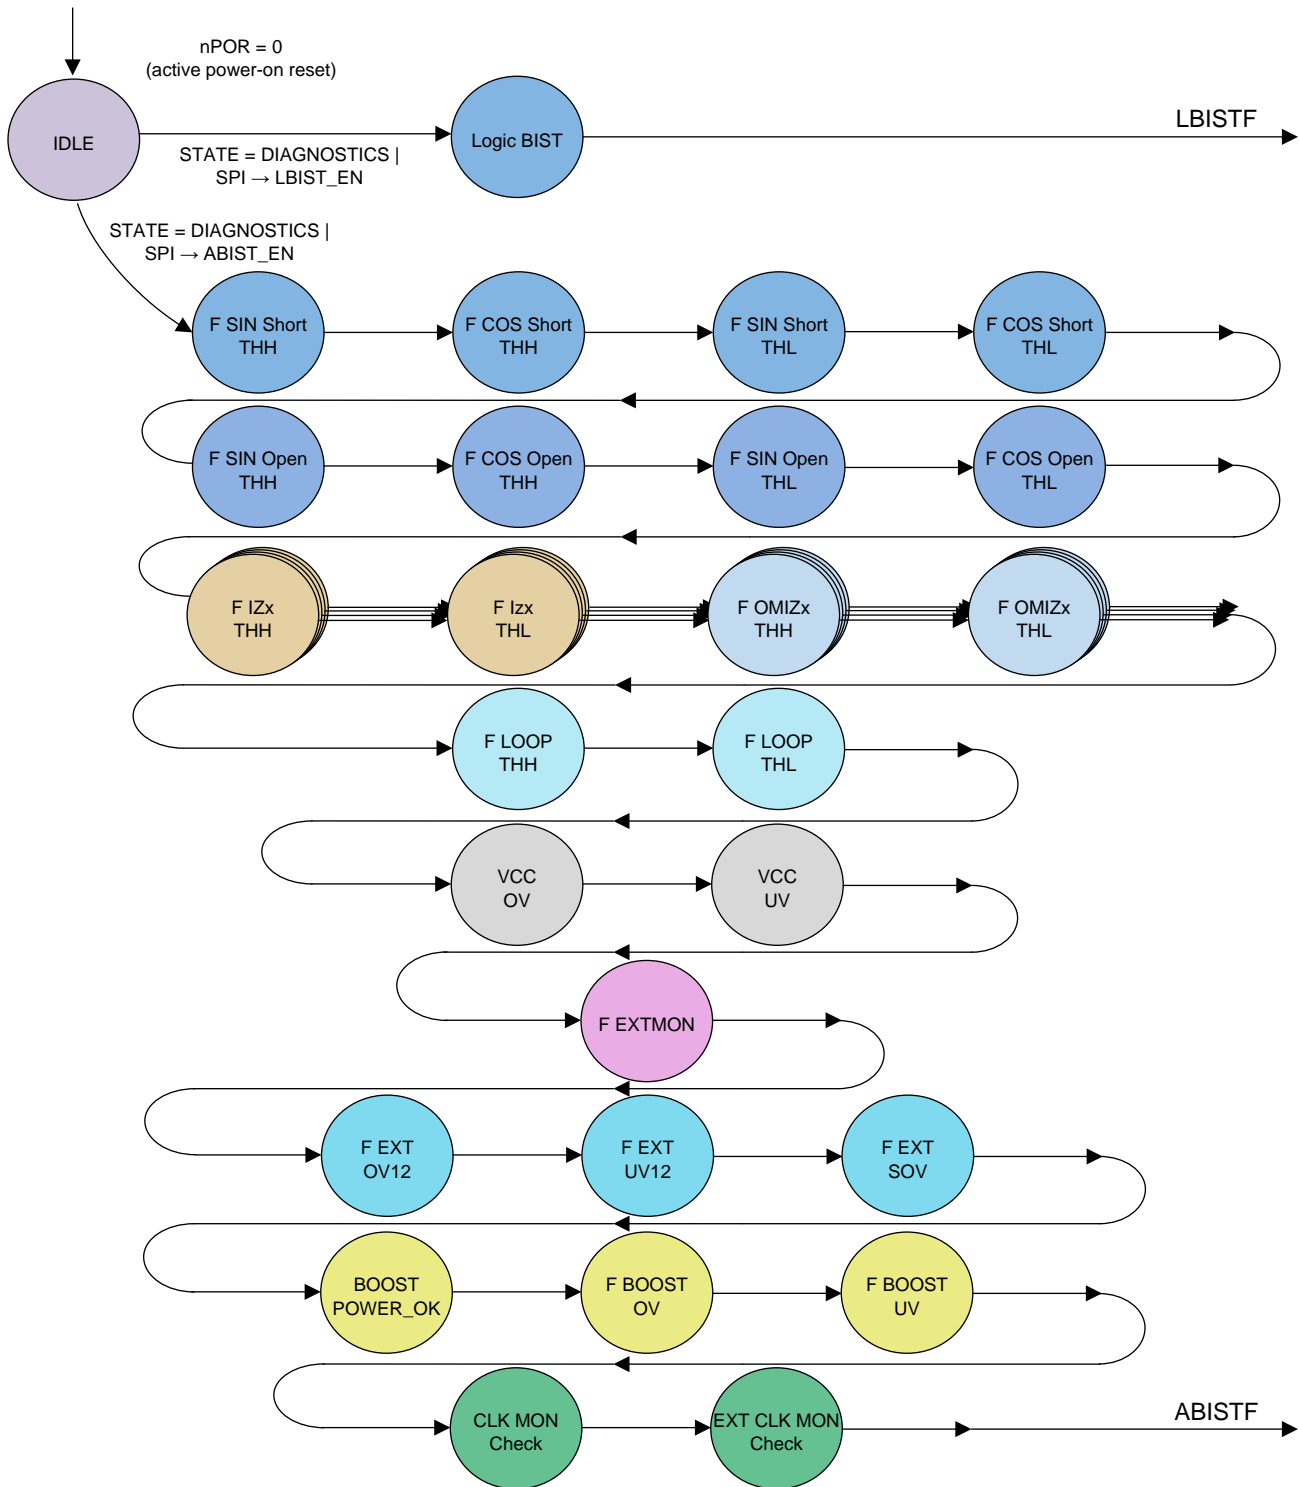 nPOR = 0
(active power-on reset)
IDLE
Logic BIST
LBISTF
STATE = DIAGNOSTICS |
SPI → LBIST_EN
STATE = DIAGNOSTICS |
SPI → ABIST_EN
F SIN Short
THH
F COS Short
THH
F SIN Short
THL
F COS Short
THL
F SIN Open
THH
F COS Open
THH
F SIN Open
THL
F COS Open
THL
F IZx
THH
F Izx
THL
F OMIZx
THH
F OMIZx
THL
F LOOP
THH
F LOOP
THL
VCC
OV
VCC
UV
F EXTMON
F EXT
OV12
F EXT
UV12
F EXT
SOV
BOOST
POWER_OK
F BOOST
OV
F BOOST
UV
CLK MON
Check
EXT CLK MON
Check
ABISTF